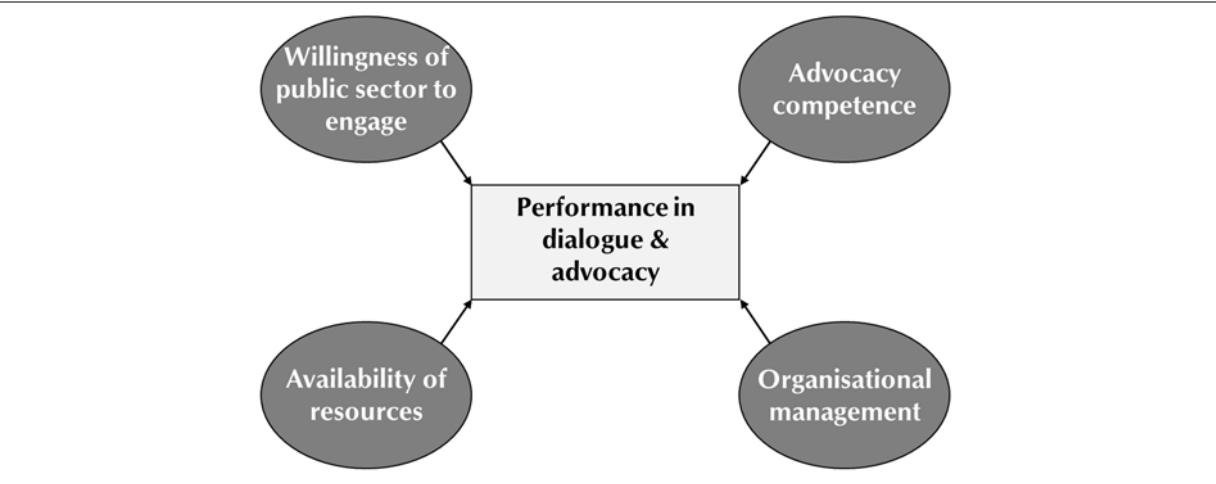 Willingness of
public sector to
engage
Advocacy
competence
Performance in
dialogue &
advocacy
Availability of
resources
Organisational
management